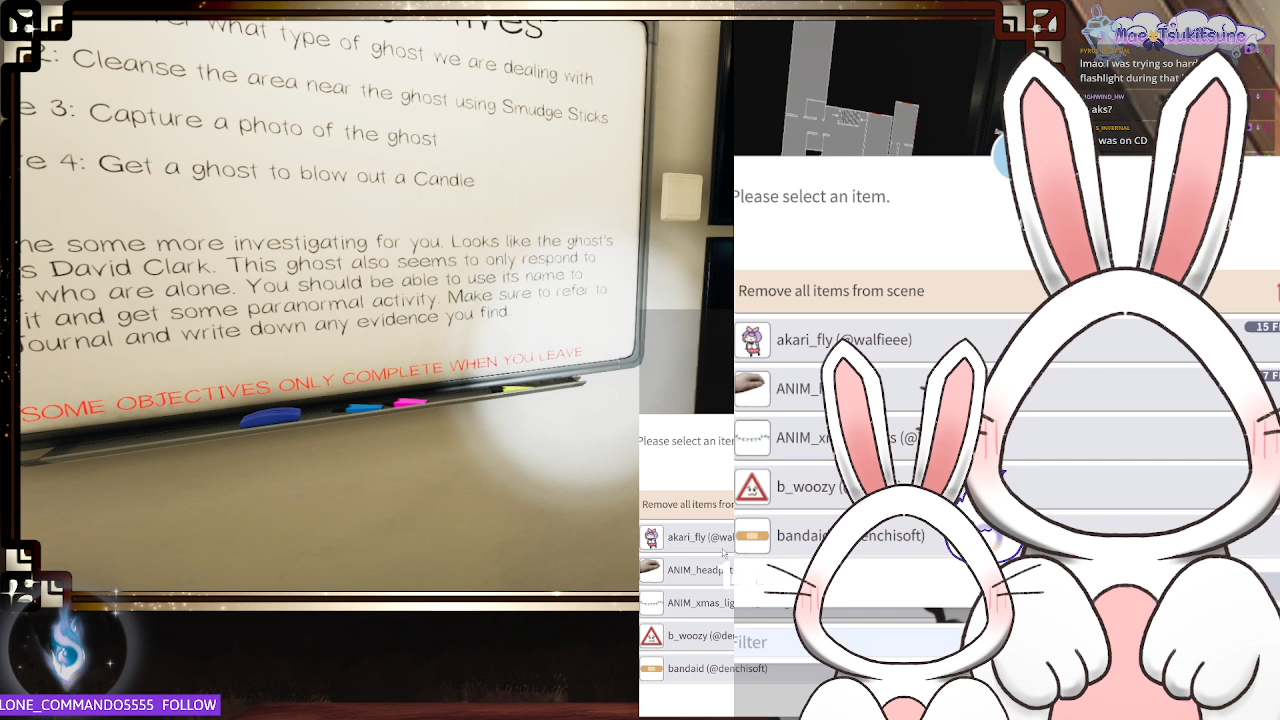 what type of ghost we are dealing with
2: Cleanse the area near the ghost using Smudge Sticks
e 3: Capture a photo of the ghost
e 4: Get a ghost to blow out a Candle
ne some more investigating for you. Looks like the ghost's
s David Clark. This ghost also seems to only respond to
who are alone. You should be able to use its name to
it and get some paranormal activity. Make sure to refer to
Journal and write down any evidence you find.
SOME OBJECTIVES ONLY COMPLETE WHEN YOU LEAVE
LONE_COMMANDO5555 FOLLOW
Please select an item.
Remove all items from scene
akari_fly (@walfieee)
ANIM_
ANIM_x
b_woozy
bandaid
enchisoft)
Filter
15 F
7 F
Please select an iter
Remove all items fror
akari_fly (@wal
ANIM_headp
ANIM_xmas_lig
b_woozy (@de
bandaid (@denchisoft)
Mae Tsukitsune
lmao I was trying so hard
flashlight during that
aks?
was on CD